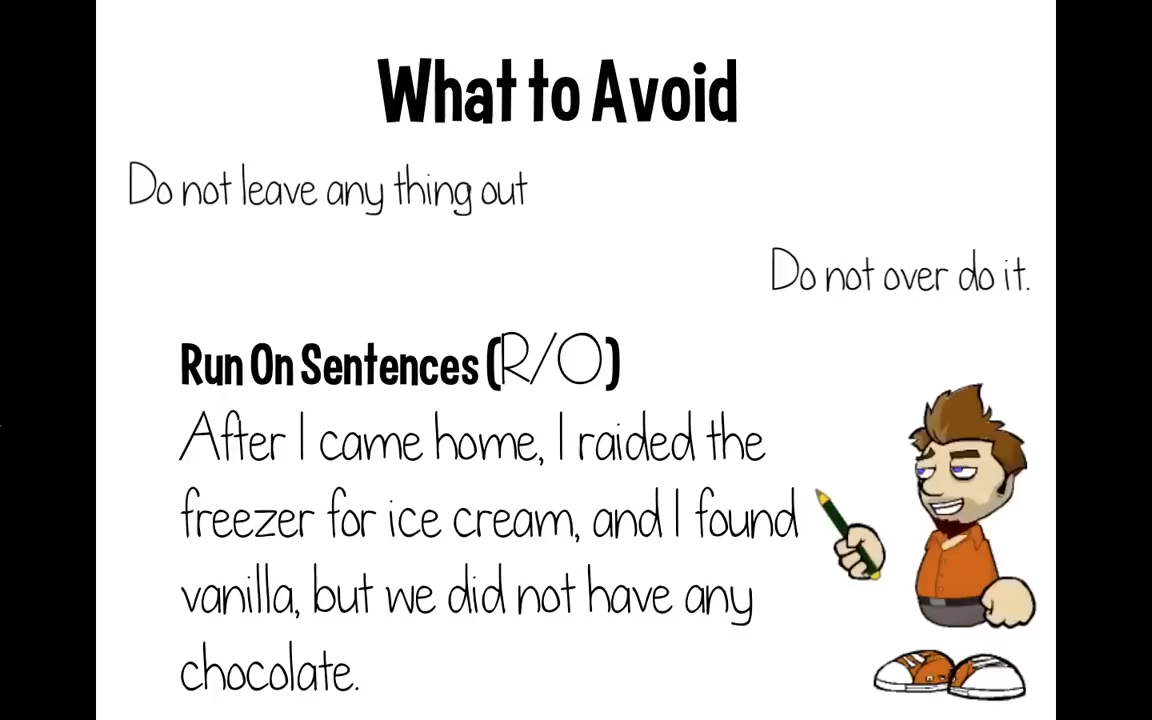 What to Avoid
Do not leave any thing out
Do not over do it.
Run On Sentences (R/O)
After I came home, I raided the
freezer for ice cream, and I found
vanilla, but we did not have any
chocolate.